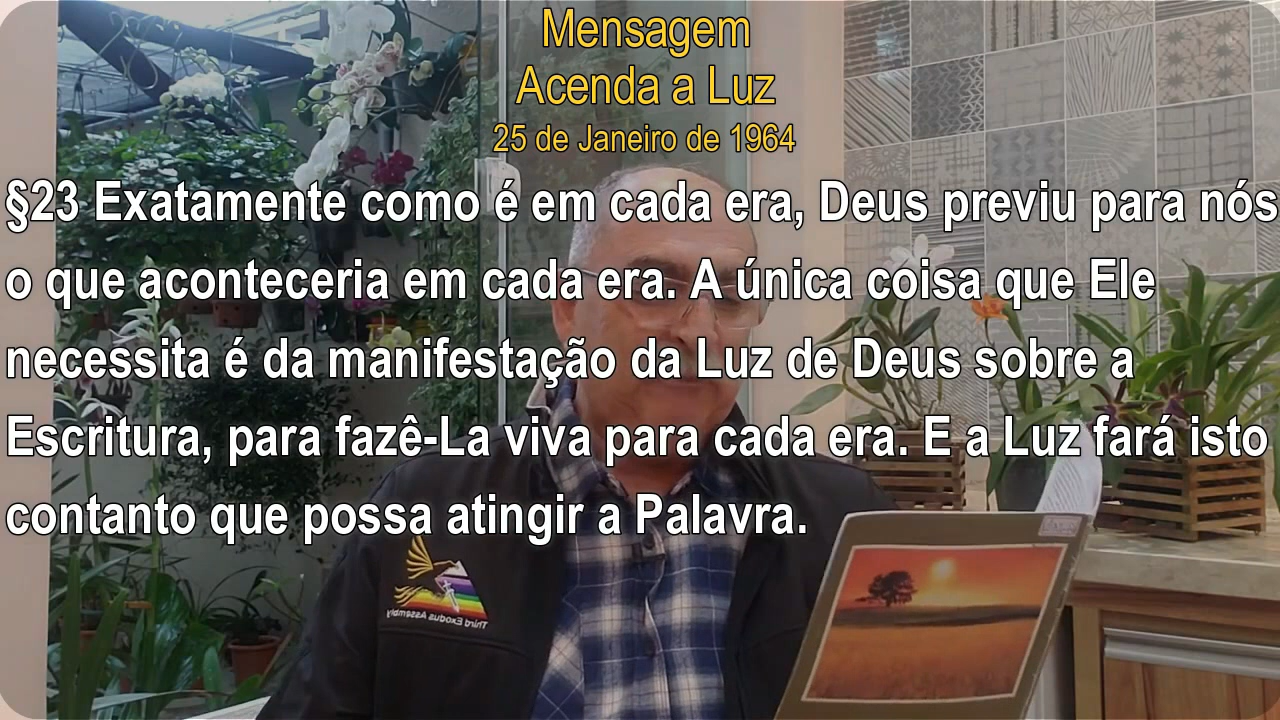 Mensagem
Acenda a Luz
25 de Janeiro de 1964
§23 Exatamente como é em cada era, Deus previu para nós
o que aconteceria em cada era. A única coisa que Ele
necessita é da manifestação da Luz de Deus sobre a
Escritura, para fazê-La viva para cada era. E a Luz fará isto
contanto que possa atingir a Palavra.
Third Exodus Assembly